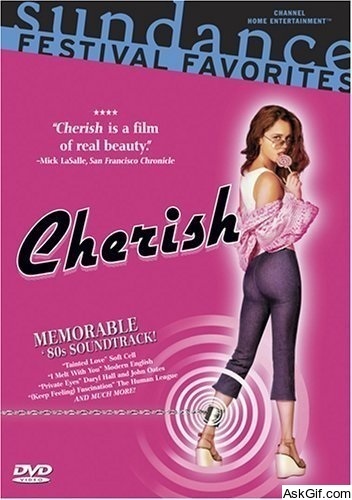 sundance
CHANNEL
HOME ENTERTAINMENT™
FESTIVAL FAVORITES
★★★★
"Cherish is a film
of real beauty."
–Mick LaSalle, San Francisco Chronicle
Cherish
MEMORABLE
'80s SOUNDTRACK!
"Tainted Love" Soft Cell
"I Melt With You" Modern English
"Private Eyes" Daryl Hall and John Oates
"(Keep Feeling) Fascination" The Human League
AND MUCH MORE!
DVD
VIDEO
AskGif.com